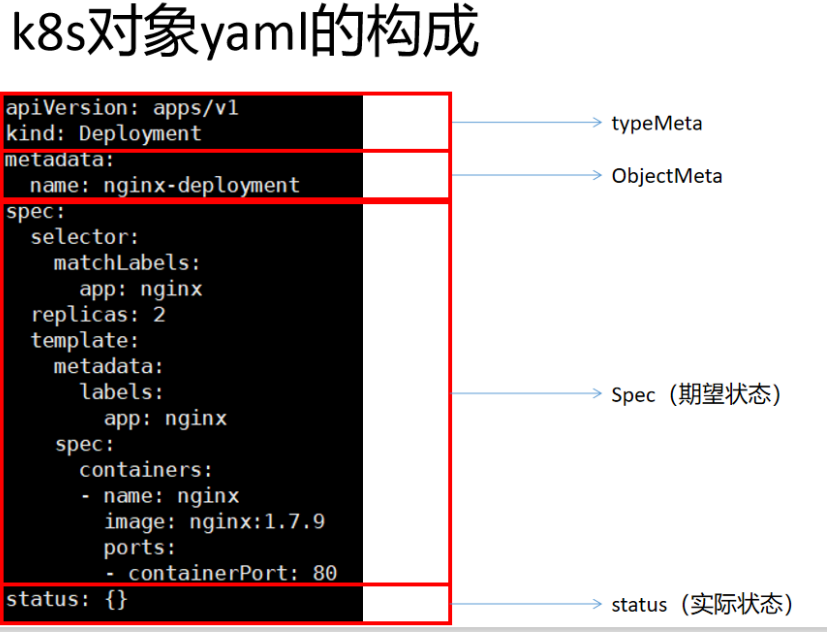 k8s对象yaml的构成
apiVersion: apps/v1
kind: Deployment
typeMeta
metadata:
  name: nginx-deployment
ObjectMeta
spec:
  selector:
    matchLabels:
      app: nginx
  replicas: 2
  template:
    metadata:
      labels:
        app: nginx
    spec:
      containers:
      - name: nginx
        image: nginx:1.7.9
        ports:
        - containerPort: 80
Spec（期望状态）
status: {}
status（实际状态）